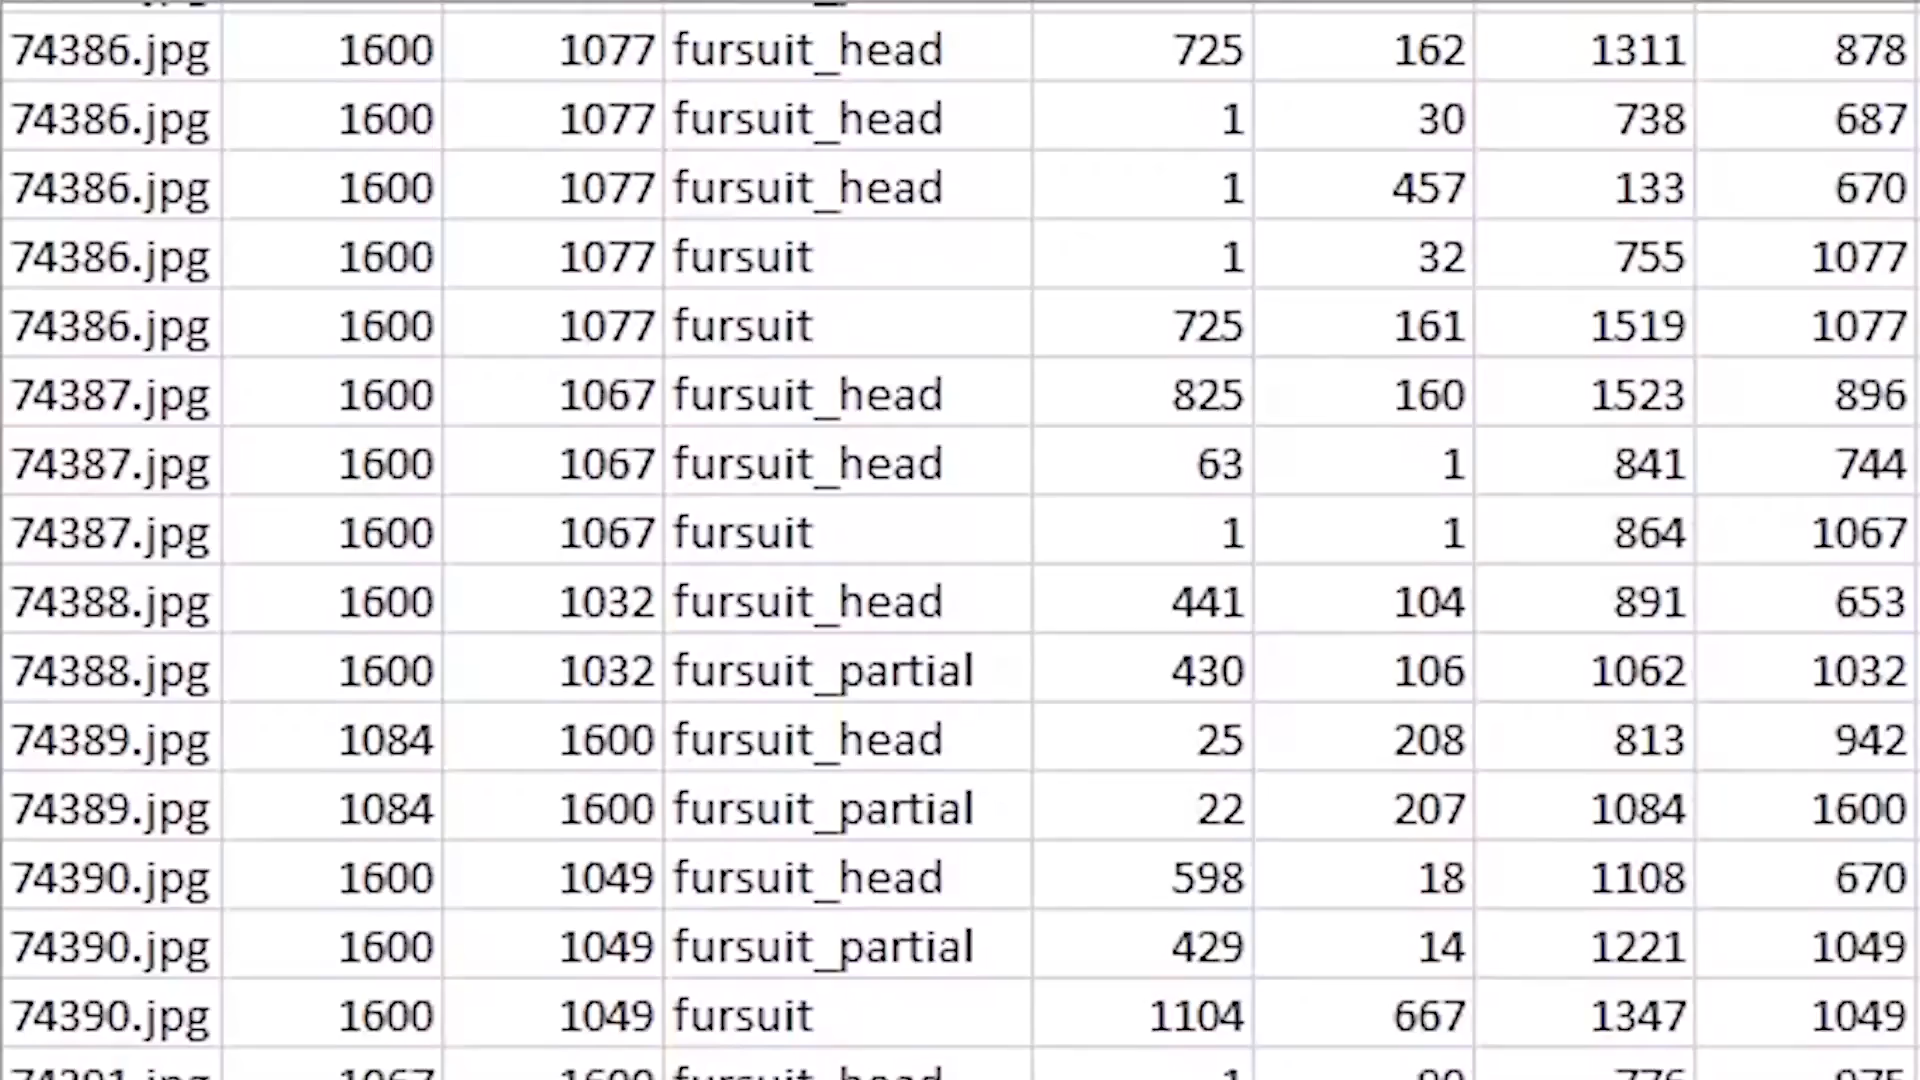 74386.jpg 1600 1077 fursuit_head 725 162 1311 878
74386.jpg 1600 1077 fursuit_head 1 30 738 687
74386.jpg 1600 1077 fursuit_head 1 457 133 670
74386.jpg 1600 1077 fursuit 1 32 755 1077
74386.jpg 1600 1077 fursuit 725 161 1519 1077
74387.jpg 1600 1067 fursuit_head 825 160 1523 896
74387.jpg 1600 1067 fursuit_head 63 1 841 744
74387.jpg 1600 1067 fursuit 1 1 864 1067
74388.jpg 1600 1032 fursuit_head 441 104 891 653
74388.jpg 1600 1032 fursuit_partial 430 106 1062 1032
74389.jpg 1084 1600 fursuit_head 25 208 813 942
74389.jpg 1084 1600 fursuit_partial 22 207 1084 1600
74390.jpg 1600 1049 fursuit_head 598 18 1108 670
74390.jpg 1600 1049 fursuit_partial 429 14 1221 1049
74390.jpg 1600 1049 fursuit 1104 667 1347 1049